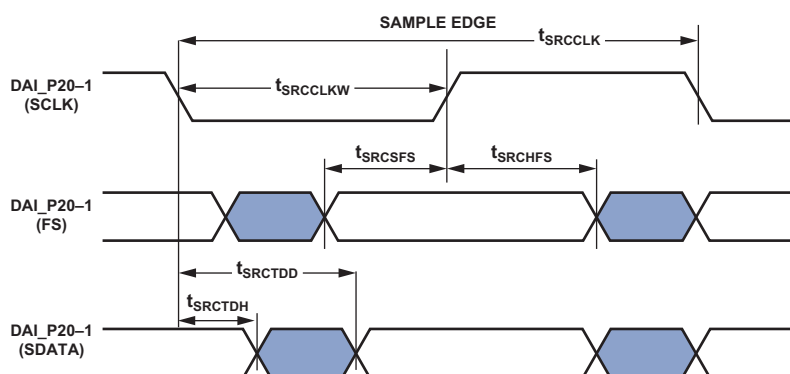 SAMPLE EDGE
tSRCCLK
DAI_P20–1
(SCLK)
tSRCCLKW
tSRCSFS
tSRCHFS
DAI_P20–1
(FS)
tSRCTDD
tSRCTDH
DAI_P20–1
(SDATA)